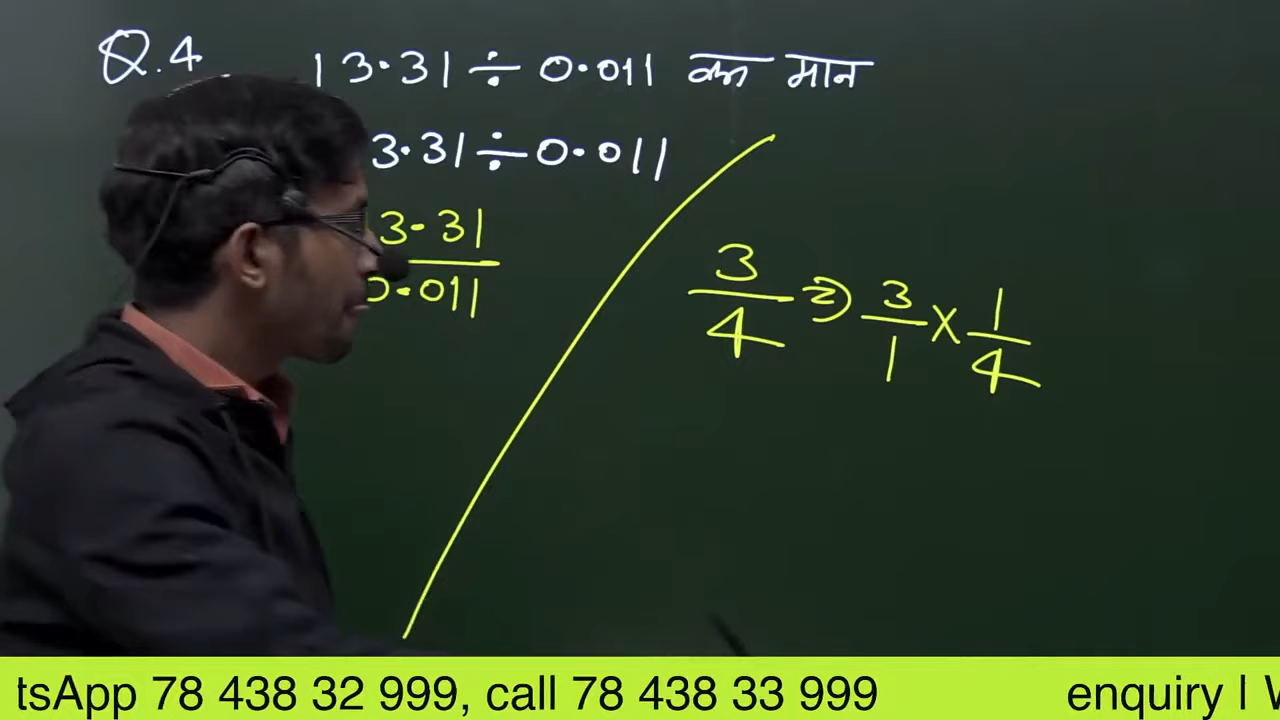 Q.4 13.31 ÷ 0.011 का मान
3.31 ÷ 0.011
3.31
0.011
3/4 ⇒ 3/1 × 1/4
tsApp 78 438 32 999, call 78 438 33 999 enquiry I W